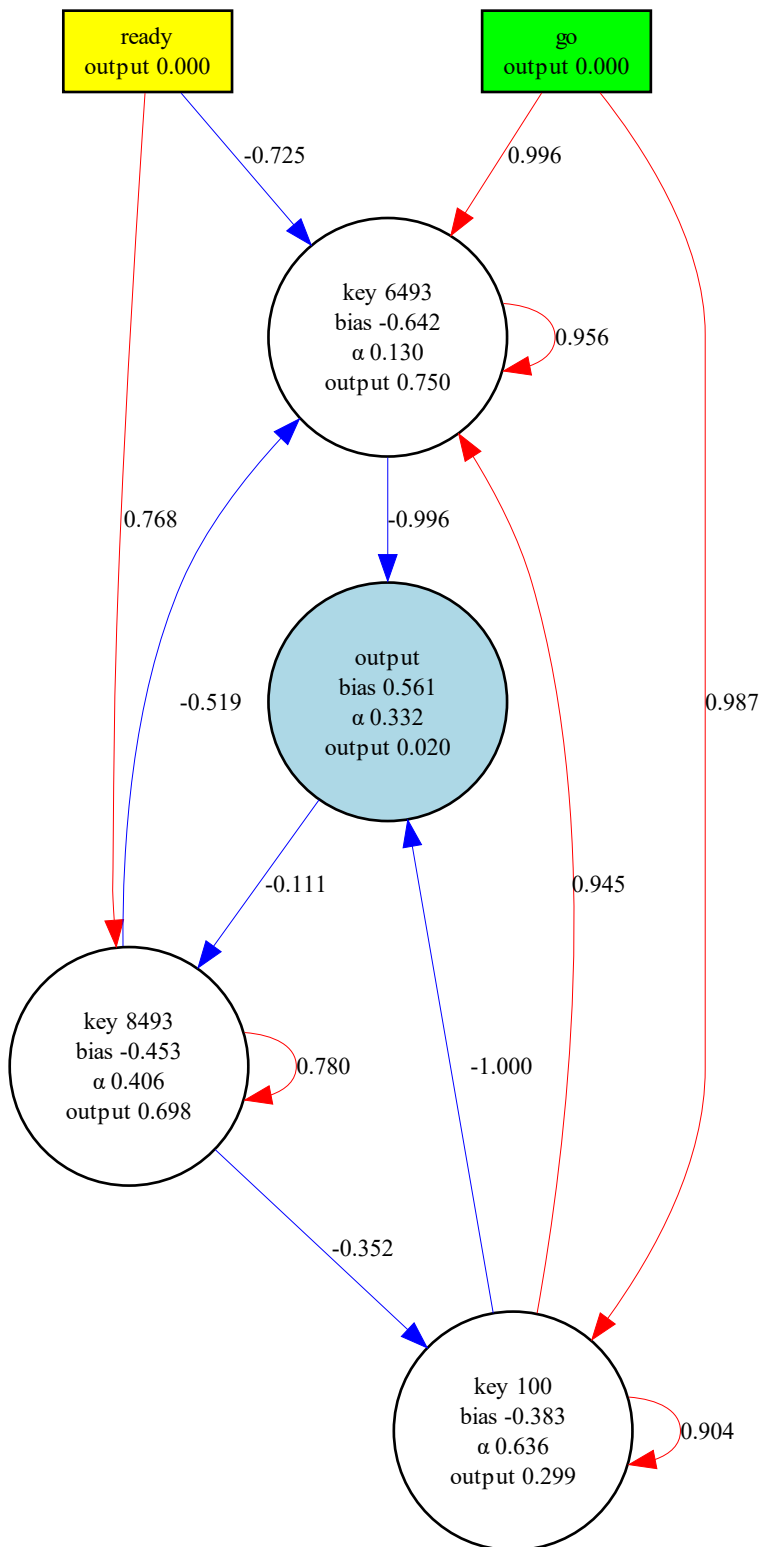 ready
output 0.000
go
output 0.000
-0.725
0.996
key 6493
bias -0.642
α 0.130
output 0.750
0.956
0.768
-0.996
-0.519
output
bias 0.561
α 0.332
output 0.020
0.987
-0.111
0.945
key 8493
bias -0.453
α 0.406
output 0.698
0.780
-1.000
-0.352
key 100
bias -0.383
α 0.636
output 0.299
0.904